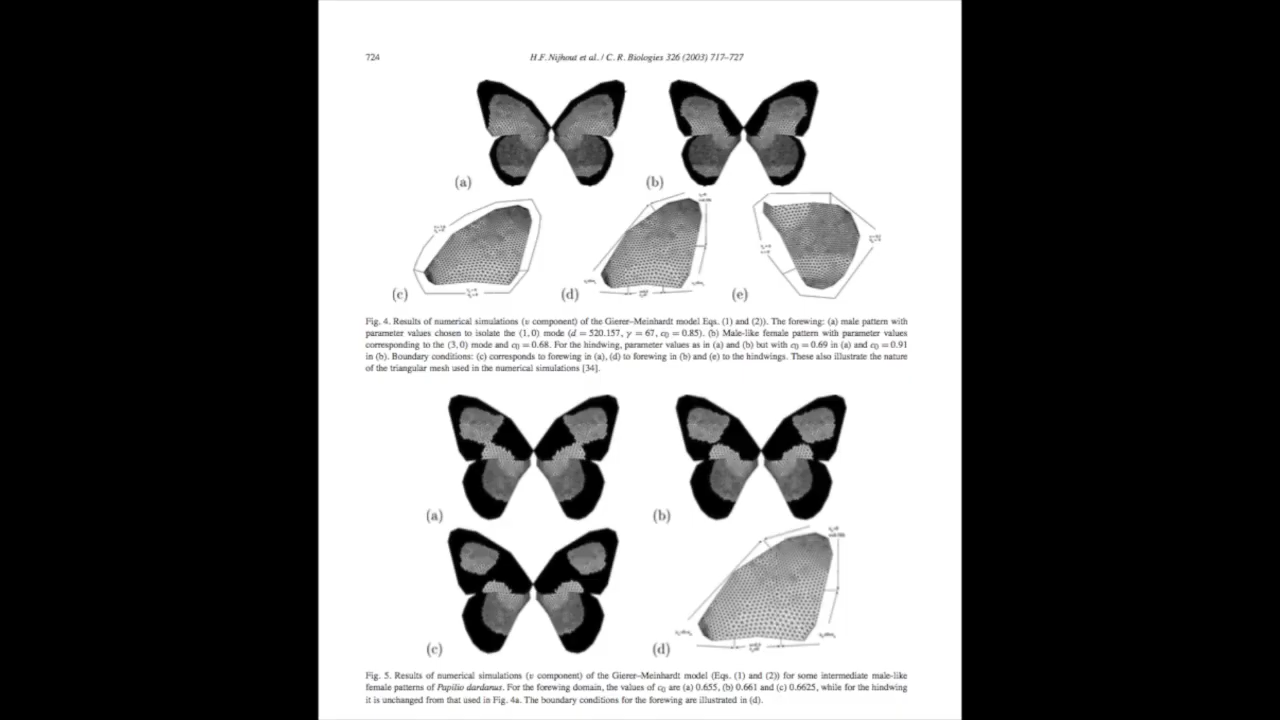 724
H.F. Nijhout et al. / C. R. Biologies 326 (2003) 717–727
(a)
(b)
(c)
(d)
(e)
Fig. 4. Results of numerical simulations (v component) of the Gierer–Meinhardt model Eqs. (1) and (2)). The forewing: (a) male pattern with
parameter values chosen to isolate the (1, 0) mode (d = 520.157, γ = 67, c₀ = 0.85). (b) Male-like female pattern with parameter values
corresponding to the (3, 0) mode and c₀ = 0.68. For the hindwing, parameter values as in (a) and (b) but with c₀ = 0.69 in (a) and c₀ = 0.91
in (b). Boundary conditions: (c) corresponds to forewing in (a), (d) to forewing in (b) and (e) to the hindwings. These also illustrate the nature
of the triangular mesh used in the numerical simulations [34].
(a)
(b)
(c)
(d)
Fig. 5. Results of numerical simulations (v component) of the Gierer–Meinhardt model (Eqs. (1) and (2)) for some intermediate male-like
female patterns of Papilio dardanus. For the forewing domain, the values of c₀ are (a) 0.655, (b) 0.661 and (c) 0.6625, while for the hindwing
it is unchanged from that used in Fig. 4a. The boundary conditions for the forewing are illustrated in (d).